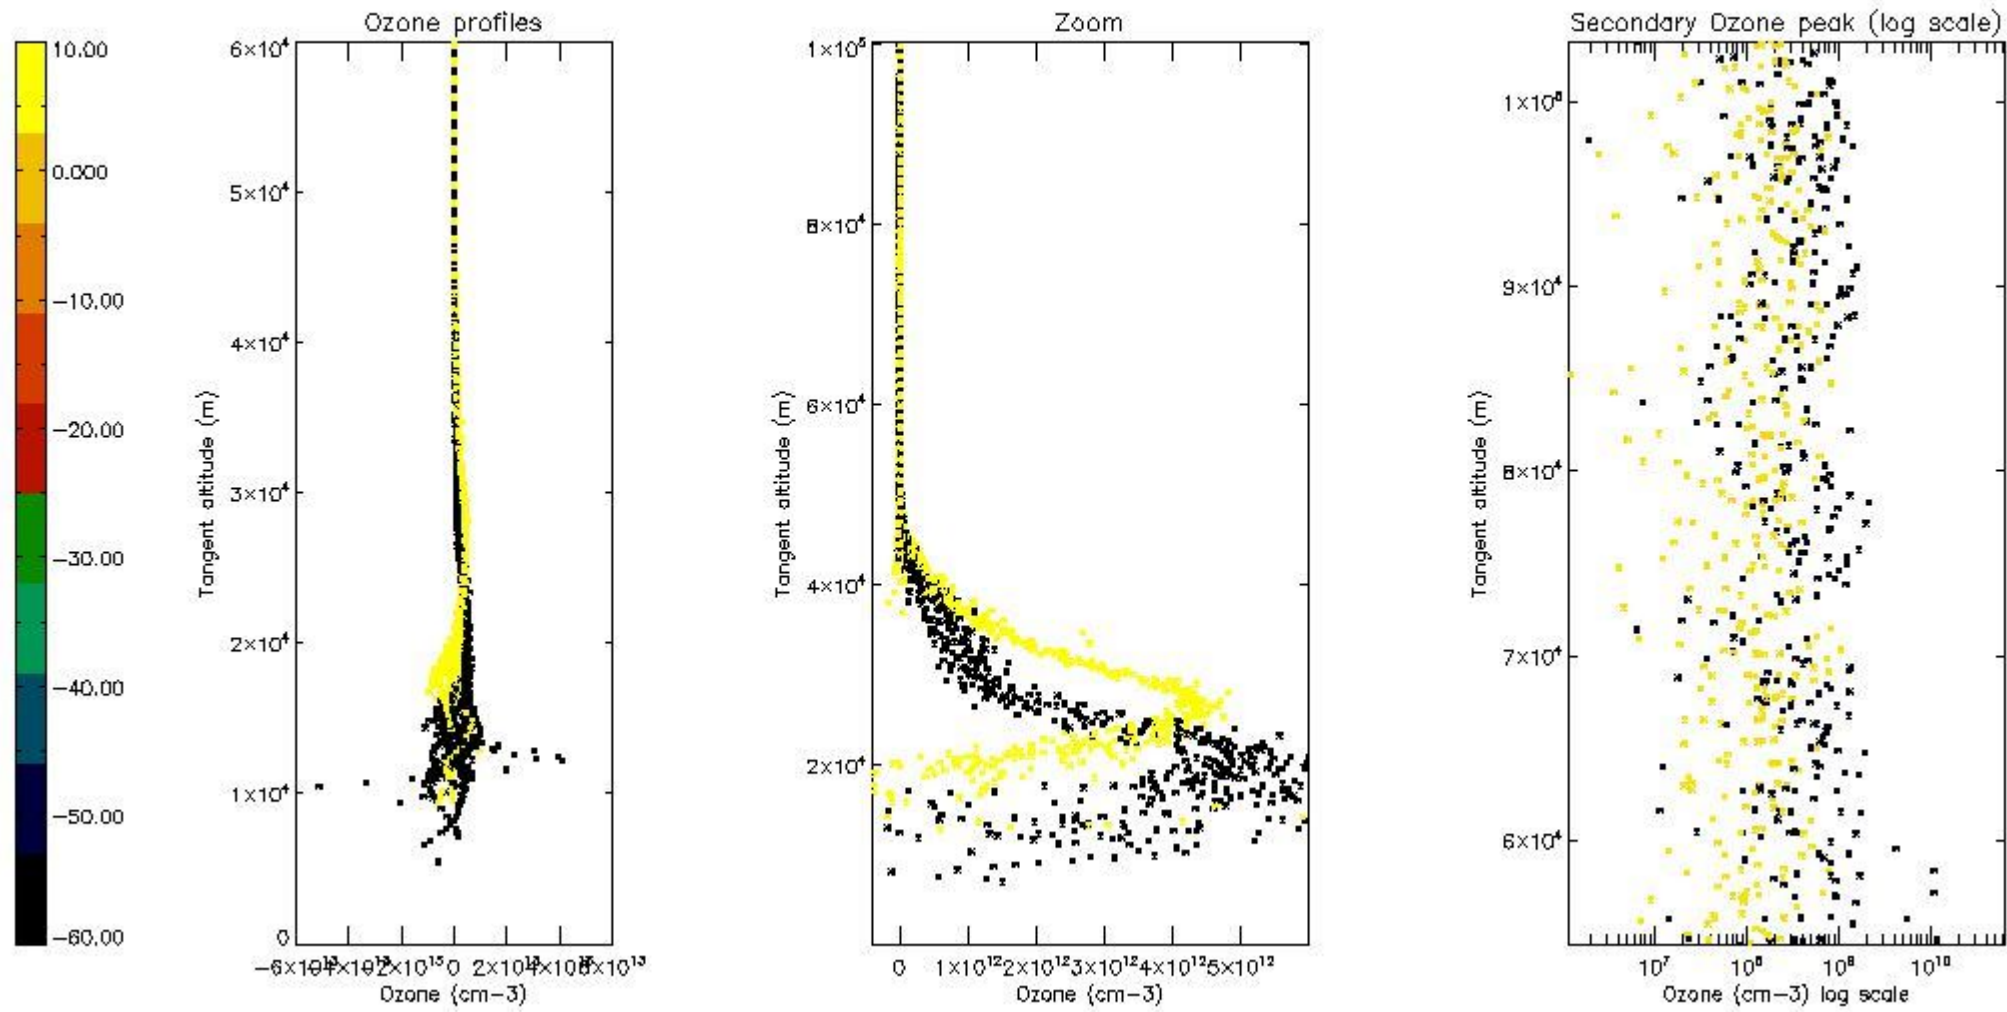 Ozone profiles
Zoom
Secondary Ozone peak (log scale)
10.00
0.000
−10.00
−20.00
−30.00
−40.00
−50.00
−60.00
6×10⁴
5×10⁴
4×10⁴
3×10⁴
2×10⁴
1×10⁴
0
Tangent altitude (m)
0
Ozone (cm−3)
1×10⁵
8×10⁴
6×10⁴
4×10⁴
2×10⁴
Tangent altitude (m)
0 1×10¹² 2×10¹² 3×10¹² 4×10¹² 5×10¹²
Ozone (cm−3)
1×10⁵
9×10⁴
8×10⁴
7×10⁴
6×10⁴
Tangent altitude (m)
10⁷ 10⁸ 10⁹ 10¹⁰
Ozone (cm−3) log scale